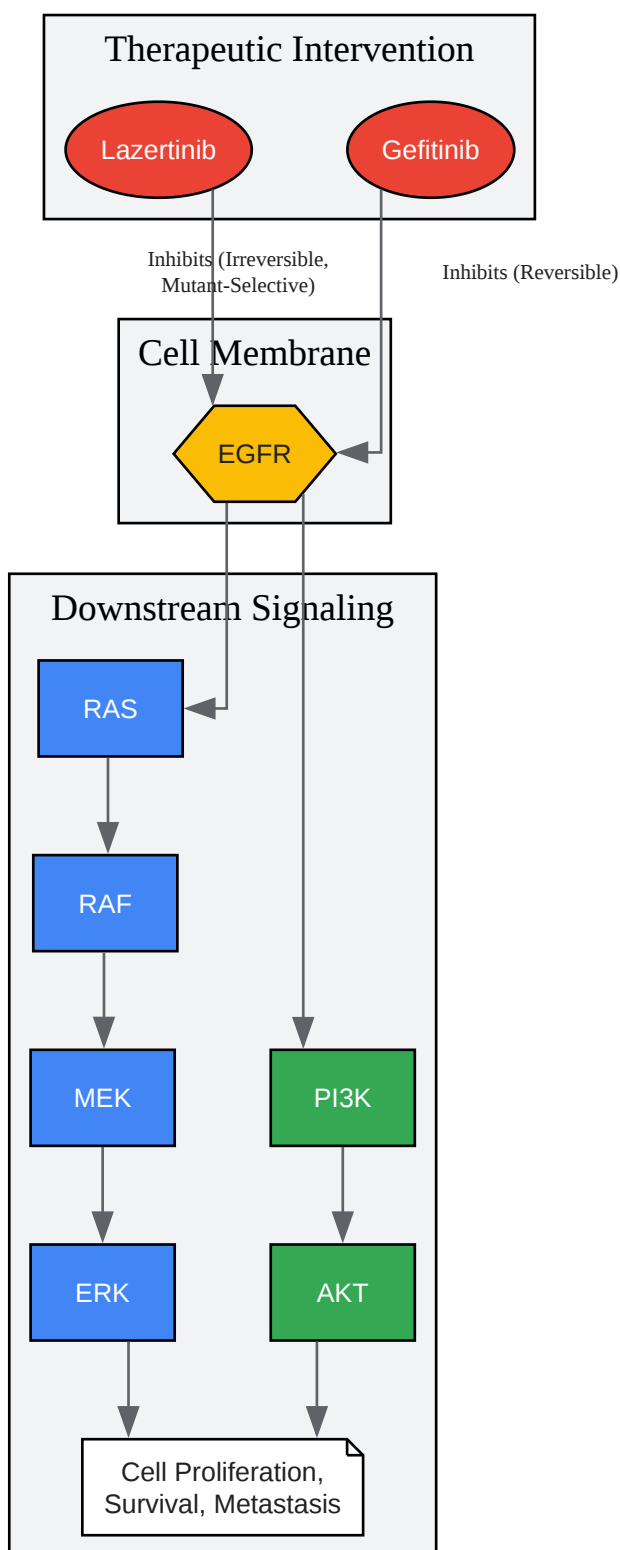 Therapeutic Intervention
Lazertinib
Gefitinib
Inhibits (Irreversible,
Mutant-Selective)
Inhibits (Reversible)
Cell Membrane
EGFR
Downstream Signaling
RAS
RAF
MEK
PI3K
ERK
AKT
Cell Proliferation,
Survival, Metastasis